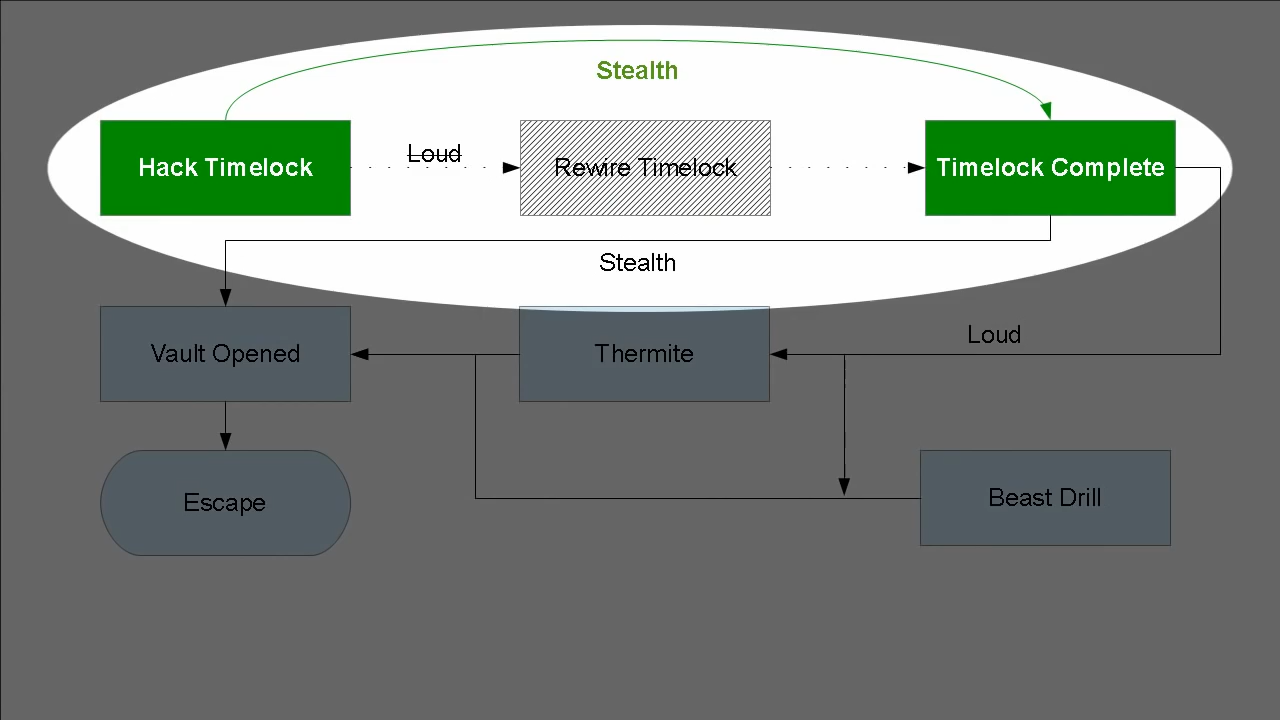 Stealth
Hack Timelock
Loud
Rewire Timelock
Timelock Complete
Stealth
Loud
Vault Opened
Thermite
Escape
Beast Drill